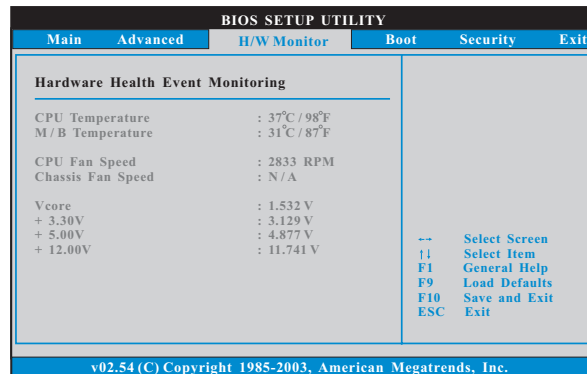 BIOS SETUP UTILITY
Main Advanced H/W Monitor Boot Security Exit
Hardware Health Event Monitoring
CPU Temperature : 37°C / 98°F
M / B Temperature : 31°C / 87°F
CPU Fan Speed : 2833 RPM
Chassis Fan Speed : N / A
Vcore : 1.532 V
+ 3.30V : 3.129 V
+ 5.00V : 4.877 V
+ 12.00V : 11.741 V
←→ Select Screen
↑↓ Select Item
F1 General Help
F9 Load Defaults
F10 Save and Exit
ESC Exit
v02.54 (C) Copyright 1985-2003, American Megatrends, Inc.